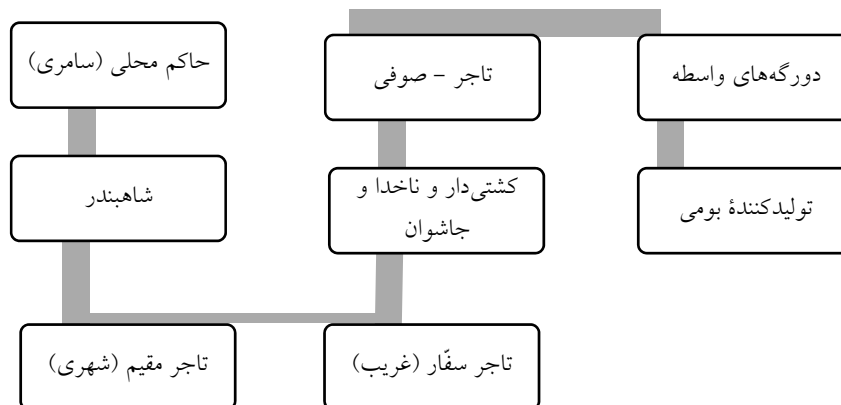 دورگه‌های واسطه
تاجر – صوفی
حاکم محلی (سامری)
تولیدکنندهٔ بومی
کشتی‌دار و ناخدا و
جاشوان
شاهبندر
تاجر سفّار (غریب)
تاجر مقیم (شهری)